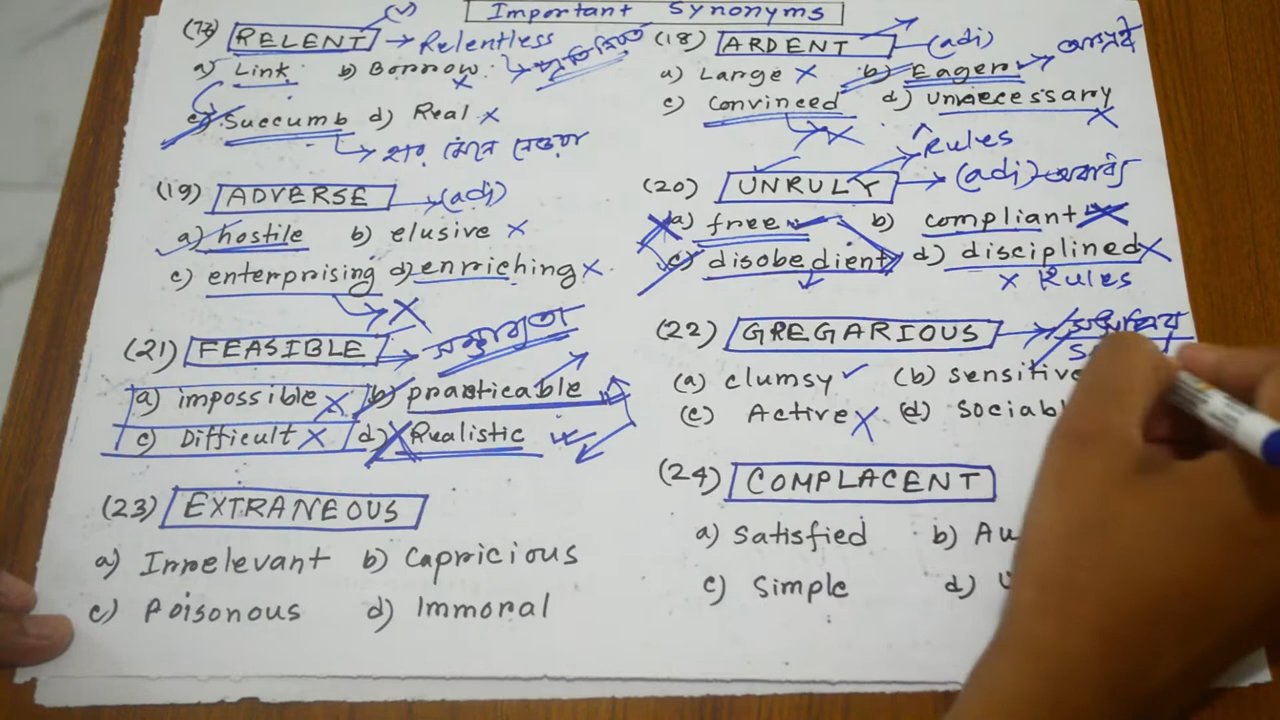 Important Synonyms
(17) RELENT → Relentless (v)
a) Link b) Borrow
c) Succumb d) Real
হার মেনে নেওয়া
(18) ARDENT (adj)
a) Large b) Eager
c) Convinced d) Unnecessary
(19) ADVERSE (adj)
a) hostile b) elusive
c) enterprising d) enriching
Rules
(20) UNRULY → (adj)
a) free b) compliant
c) disobedient d) disciplined
Rules
(21) FEASIBLE
a) impossible b) practicable
c) Difficult d) Realistic
(22) GREGARIOUS
(a) clumsy (b) sensitive
(c) Active (d) Sociabl
(23) EXTRANEOUS
a) Irrelevant b) Capricious
c) Poisonous d) Immoral
(24) COMPLACENT
a) Satisfied b) Au
c) Simple d) U